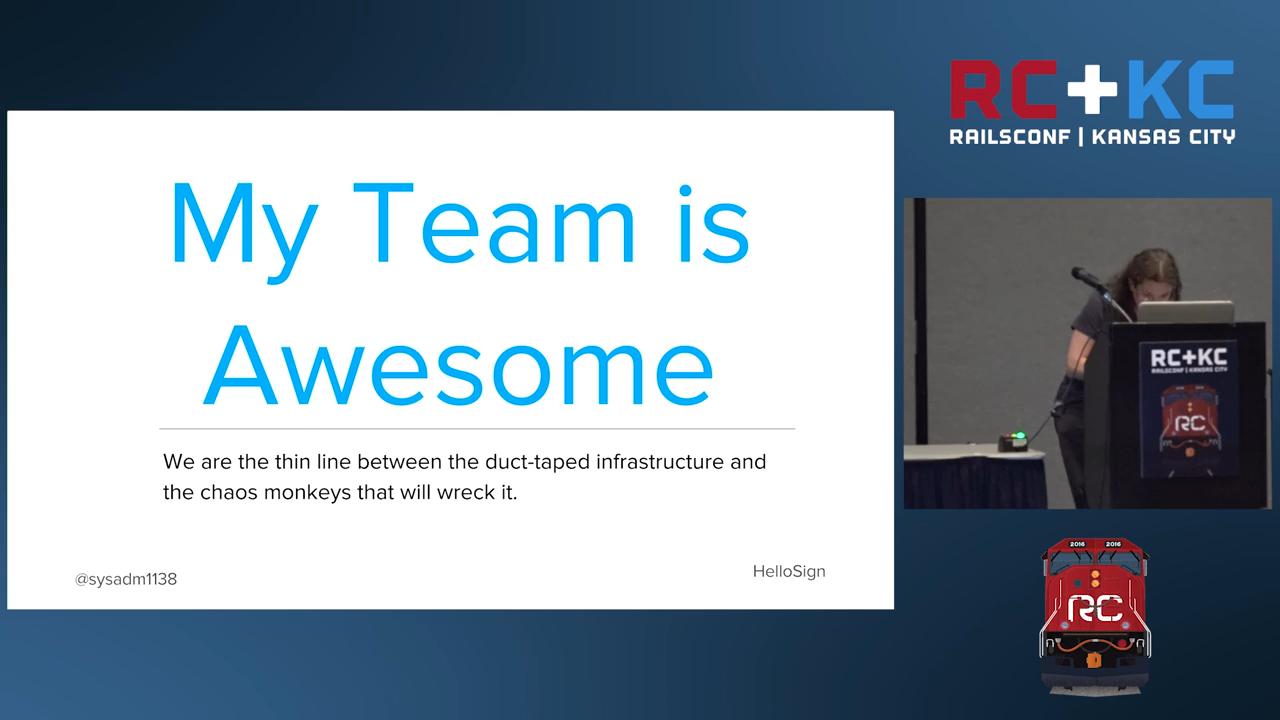 My Team is
Awesome
We are the thin line between the duct-taped infrastructure and
the chaos monkeys that will wreck it.
@sysadm1138
HelloSign
RC+KC
RAILSCONF | KANSAS CITY
RC+KC
RAILSCONF | KANSAS CITY
RC
2016
2016
RC